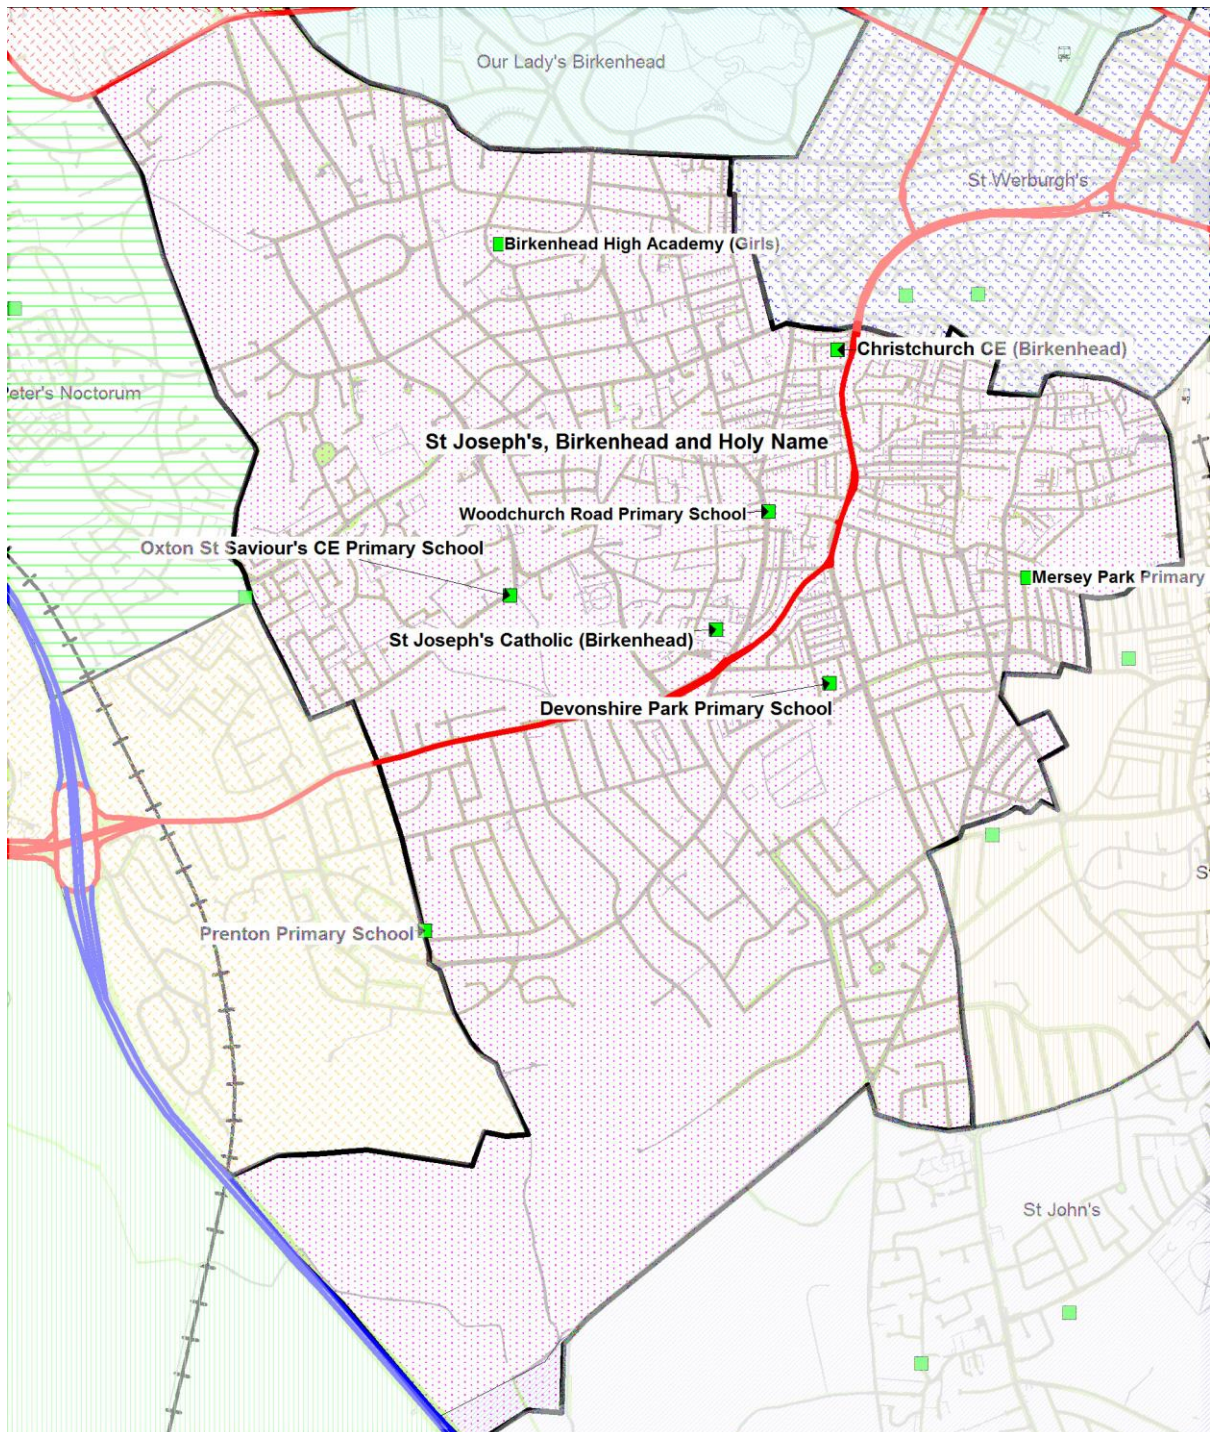 Our Lady's Birkenhead
St Werburgh's
Birkenhead High Academy (Girls)
Christchurch CE (Birkenhead)
eter's Noctorum
St Joseph's, Birkenhead and Holy Name
Woodchurch Road Primary School
Oxton St Saviour's CE Primary School
Mersey Park Primary
St Joseph's Catholic (Birkenhead)
Devonshire Park Primary School
S
Prenton Primary School
St John's